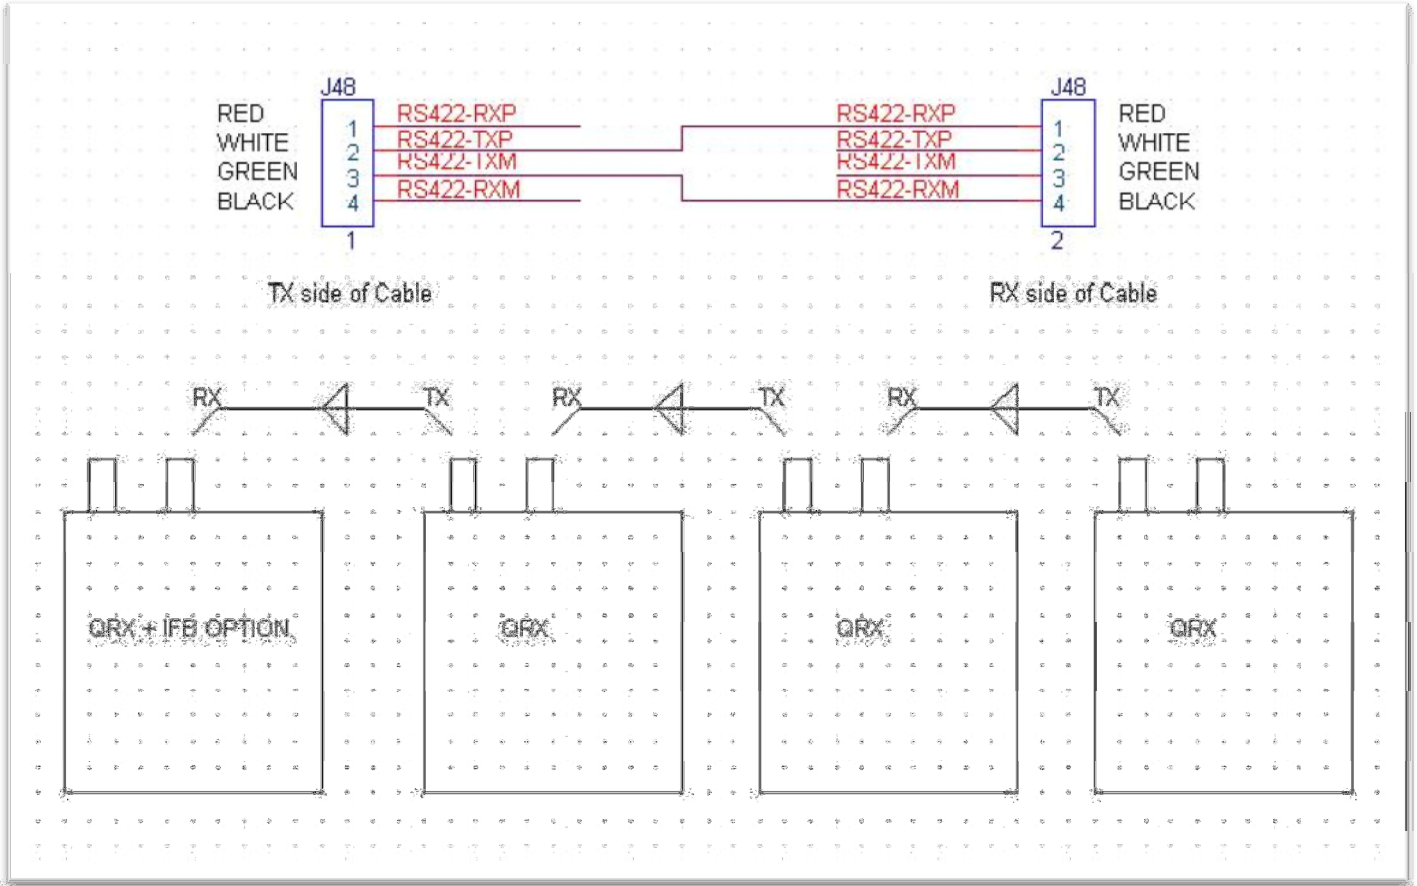 J48 J48
RED 1 RS422-RXP RS422-RXP 1 RED
WHITE 2 RS422-TXP RS422-TXP 2 WHITE
GREEN 3 RS422-TXM RS422-TXM 3 GREEN
BLACK 4 RS422-RXM RS422-RXM 4 BLACK
1 2
TX side of Cable RX side of Cable
RX TX RX TX RX TX
QRX + IFB OPTION QRX QRX QRX